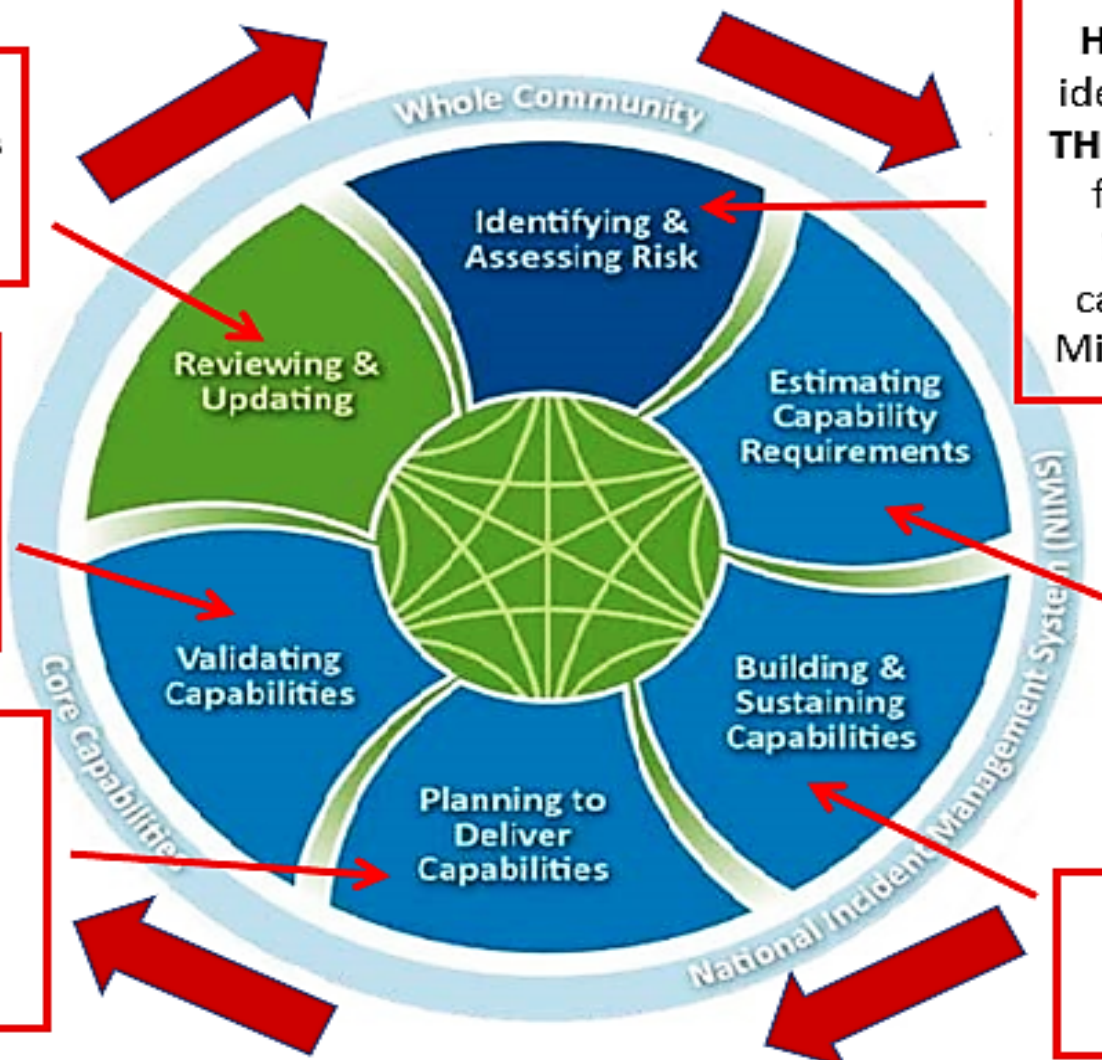 Whole Community
Identifying &
Assessing Risk
Reviewing &
Updating
Estimating
Capability
Requirements
Validating
Capabilities
Building &
Sustaining
Capabilities
Planning to
Deliver
Capabilities
Core Capabilities
National Incident Management System (NIMS)